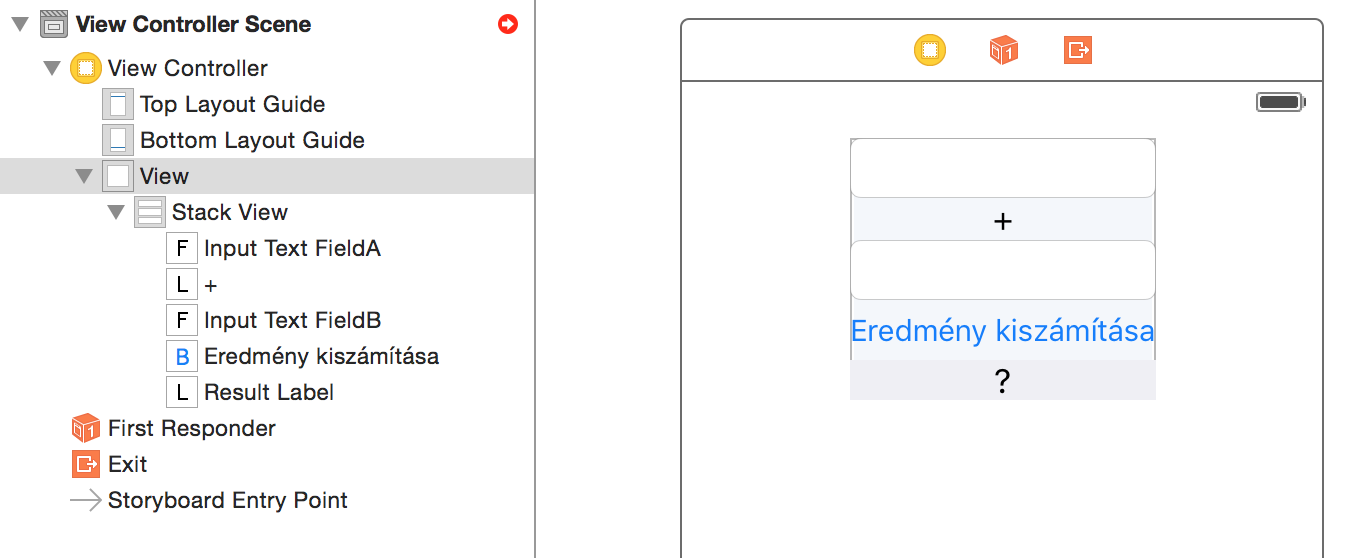 View Controller Scene
View Controller
Top Layout Guide
Bottom Layout Guide
View
Stack View
F Input Text FieldA
L +
F Input Text FieldB
B Eredmény kiszámítása
L Result Label
First Responder
Exit
Storyboard Entry Point
1
+
Eredmény kiszámítása
?